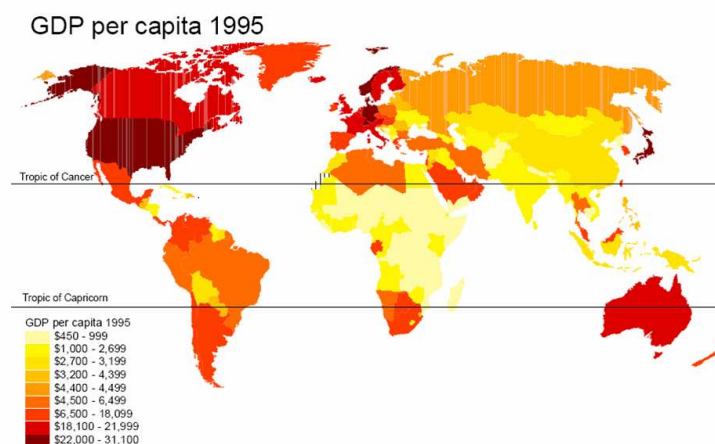 GDP per capita 1995
Tropic of Cancer
Tropic of Capricorn
GDP per capita 1995
$450 - 999
$1,000 - 2,699
$2,700 - 3,199
$3,200 - 4,399
$4,400 - 4,499
$4,500 - 6,499
$6,500 - 18,099
$18,100 - 21,999
$22,000 - 31,100